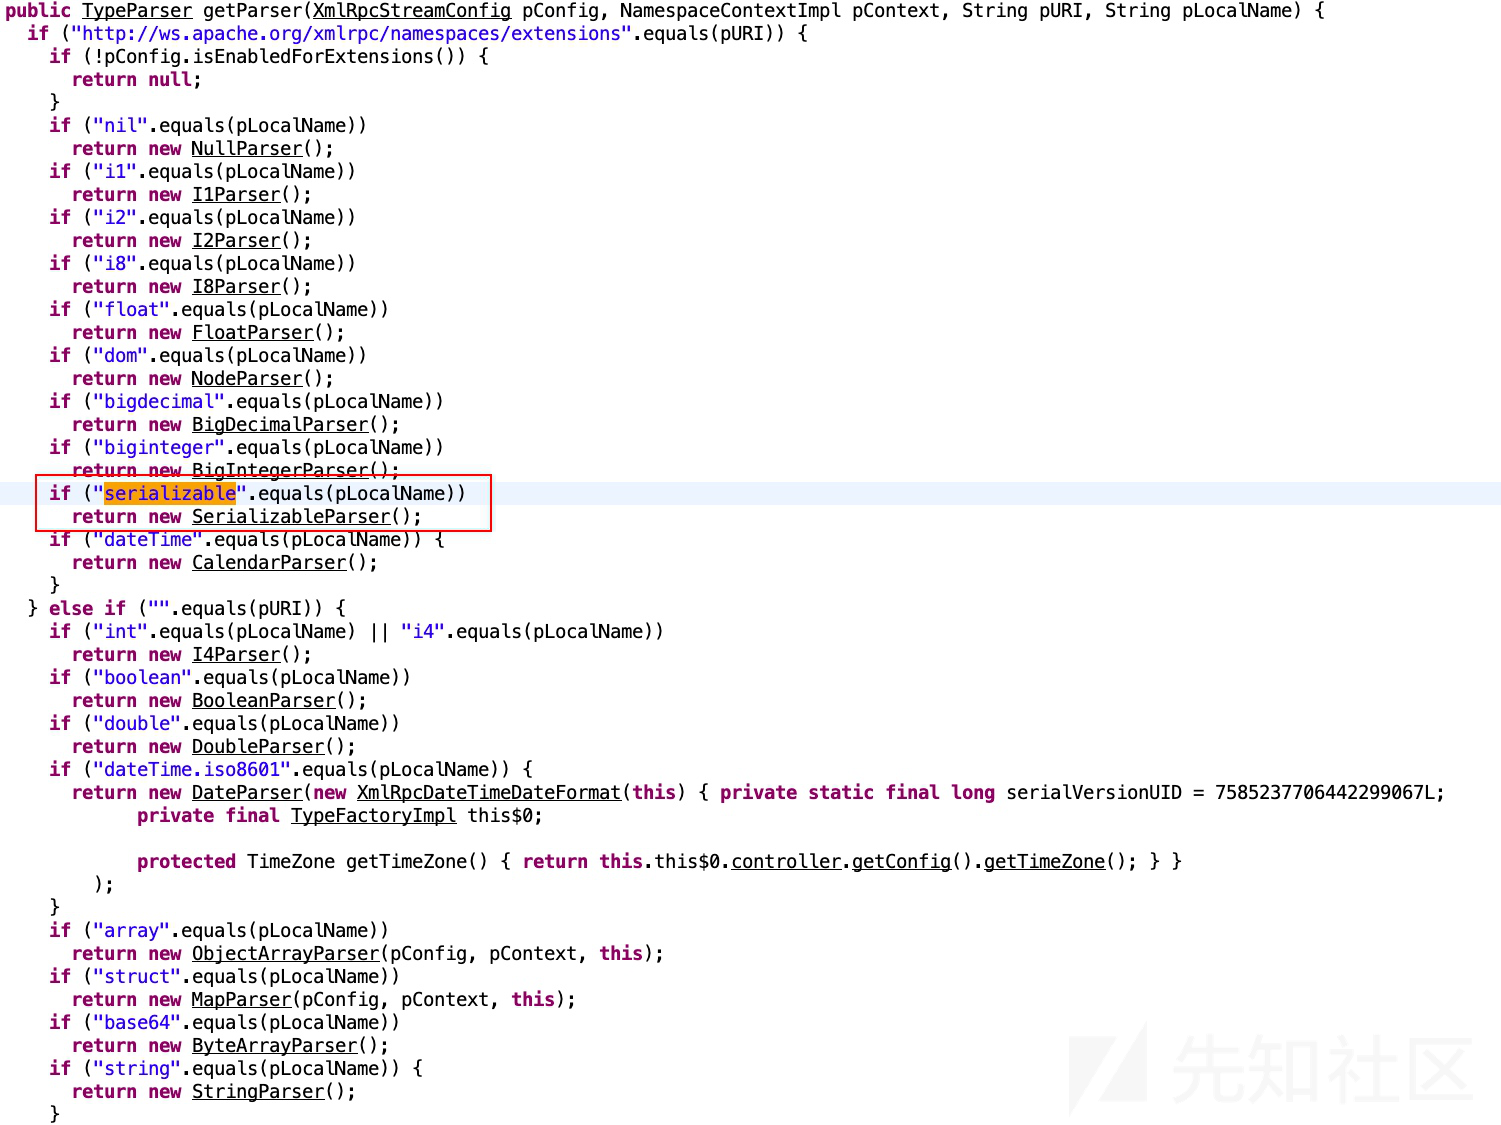 public TypeParser getParser(XmlRpcStreamConfig pConfig, NamespaceContextImpl pContext, String pURI, String pLocalName) {
  if ("http://ws.apache.org/xmlrpc/namespaces/extensions".equals(pURI)) {
    if (!pConfig.isEnabledForExtensions()) {
      return null;
    }
    if ("nil".equals(pLocalName))
      return new NullParser();
    if ("i1".equals(pLocalName))
      return new I1Parser();
    if ("i2".equals(pLocalName))
      return new I2Parser();
    if ("i8".equals(pLocalName))
      return new I8Parser();
    if ("float".equals(pLocalName))
      return new FloatParser();
    if ("dom".equals(pLocalName))
      return new NodeParser();
    if ("bigdecimal".equals(pLocalName))
      return new BigDecimalParser();
    if ("biginteger".equals(pLocalName))
      return new BigIntegerParser();
    if ("serializable".equals(pLocalName))
      return new SerializableParser();
    if ("dateTime".equals(pLocalName)) {
      return new CalendarParser();
    }
  } else if ("".equals(pURI)) {
    if ("int".equals(pLocalName) || "i4".equals(pLocalName))
      return new I4Parser();
    if ("boolean".equals(pLocalName))
      return new BooleanParser();
    if ("double".equals(pLocalName))
      return new DoubleParser();
    if ("dateTime.iso8601".equals(pLocalName)) {
      return new DateParser(new XmlRpcDateTimeDateFormat(this) { private static final long serialVersionUID = 7585237706442299067L;
            private final TypeFactoryImpl this$0;
            protected TimeZone getTimeZone() { return this.this$0.controller.getConfig().getTimeZone(); } }
        );
    }
    if ("array".equals(pLocalName))
      return new ObjectArrayParser(pConfig, pContext, this);
    if ("struct".equals(pLocalName))
      return new MapParser(pConfig, pContext, this);
    if ("base64".equals(pLocalName))
      return new ByteArrayParser();
    if ("string".equals(pLocalName)) {
      return new StringParser();
    }
先知社区